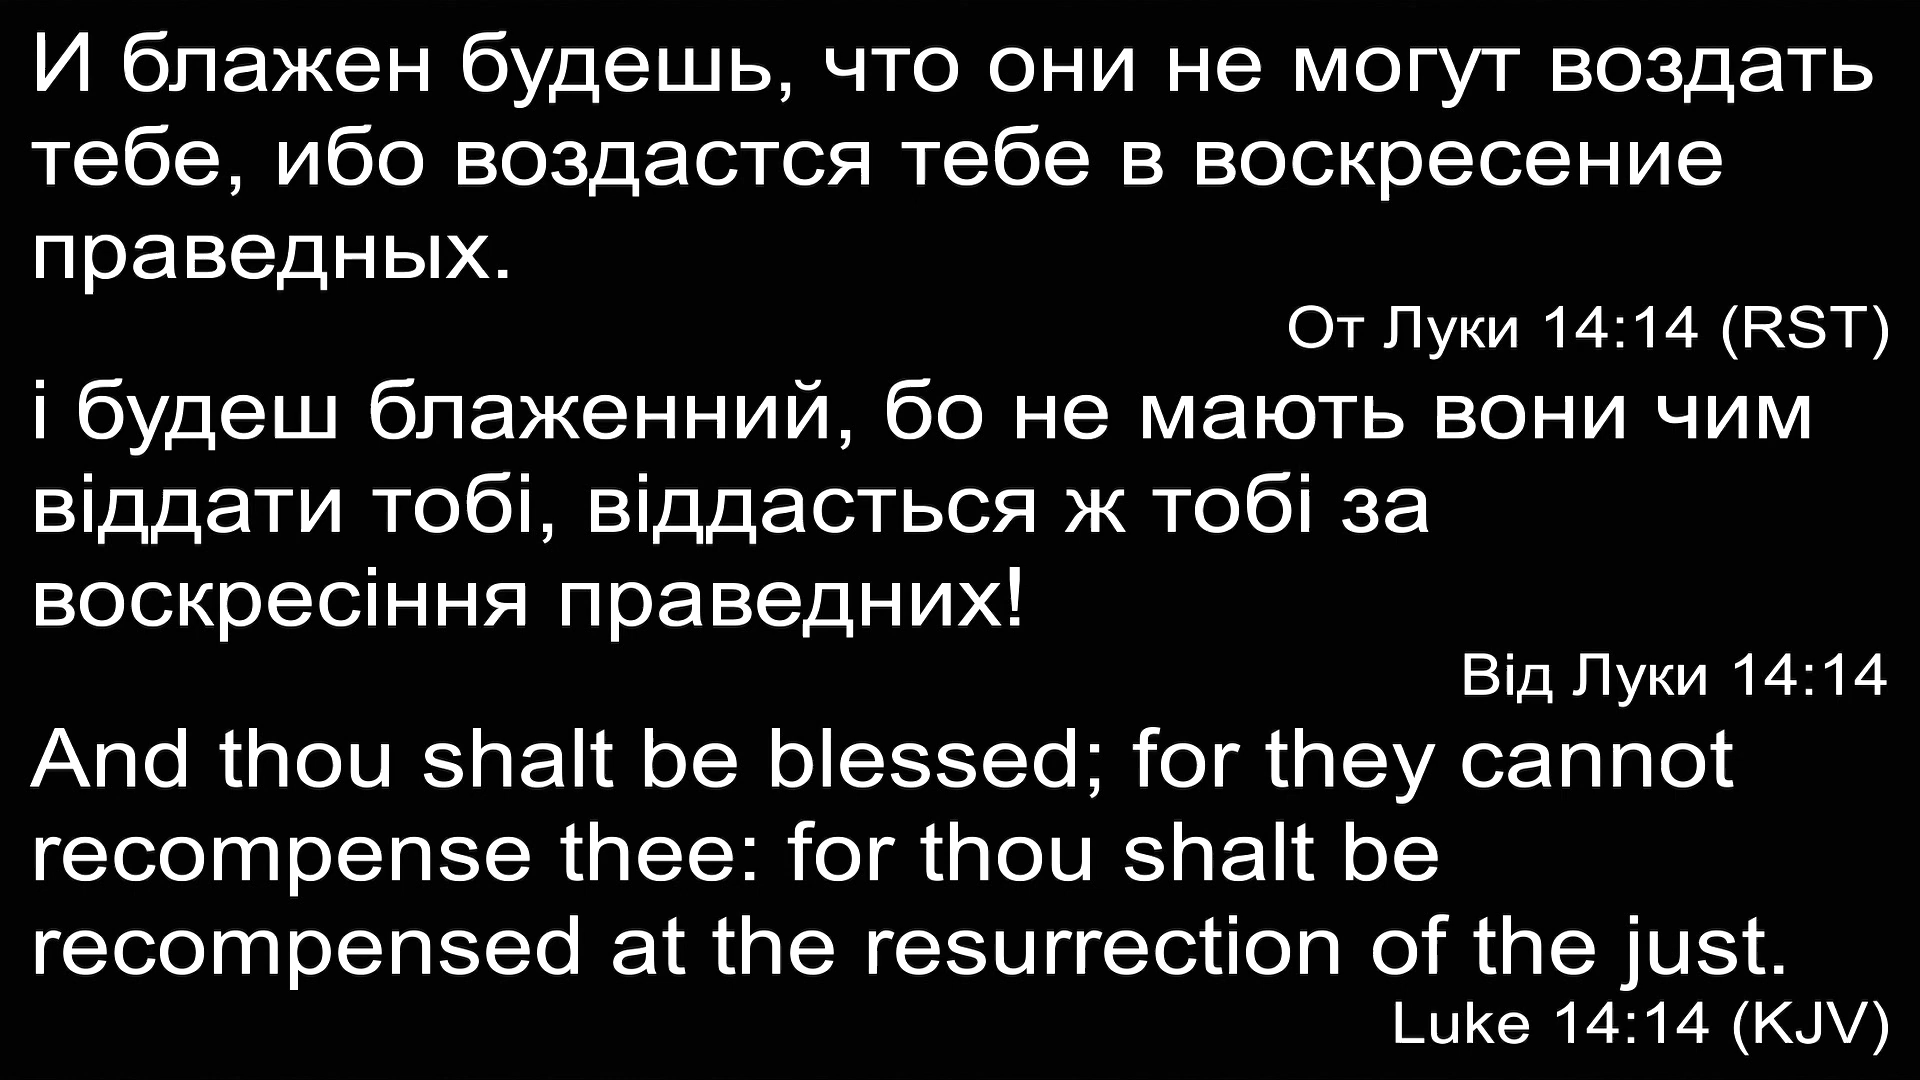 И блажен будешь, что они не могут воздать
тебе, ибо воздастся тебе в воскресение
праведных.
От Луки 14:14 (RST)
і будеш блаженний, бо не мають вони чим
віддати тобі, віддасться ж тобі за
воскресіння праведних!
Від Луки 14:14
And thou shalt be blessed; for they cannot
recompense thee: for thou shalt be
recompensed at the resurrection of the just.
Luke 14:14 (KJV)